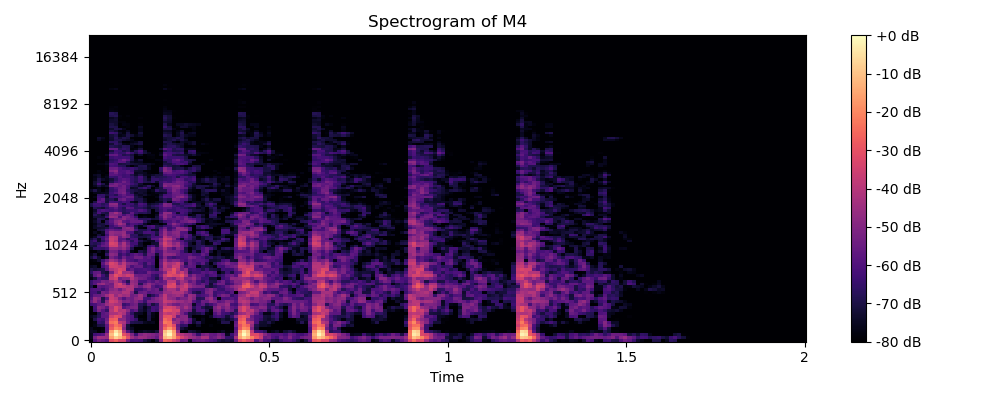 Spectrogram of M4
Hz
16384
8192
4096
2048
1024
512
0
0 0.5 1 1.5 2
Time
+0 dB
-10 dB
-20 dB
-30 dB
-40 dB
-50 dB
-60 dB
-70 dB
-80 dB